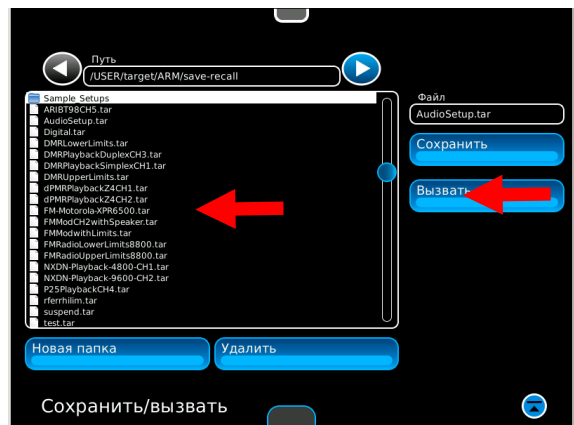 Путь
/USER/target/ARM/save-recall
Sample_Setups
ARIBT98CH5.tar
AudioSetup.tar
Digital.tar
DMRLowerLimits.tar
DMRPlaybackDuplexCH3.tar
DMRPlaybackSimplexCH1.tar
DMRUpperLimits.tar
dPMRPlaybackZ4CH1.tar
dPMRPlaybackZ4CH2.tar
FM-Motorola-XPR6500.tar
FMModCH2withSpeaker.tar
FMModwithLimits.tar
FMRadioLowerLimits8800.tar
FMRadioUpperLimits8800.tar
NXDN-Playback-4800-CH1.tar
NXDN-Playback-9600-CH2.tar
P25PlaybackCH4.tar
rferrhilim.tar
suspend.tar
test.tar
Файл
AudioSetup.tar
Сохранить
Вызвать
Новая папка
Удалить
Сохранить/вызвать